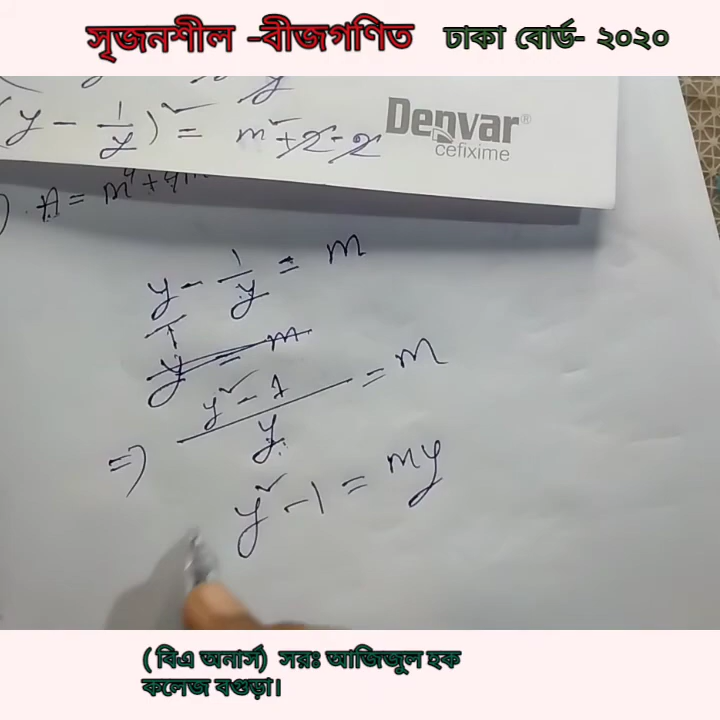 সৃজনশীল -বীজগণিত ঢাকা বোর্ড- ২০২০
(y - 1/y)² = m² + 2 - 2
Denvar®
cefixime
A = m⁴ +
y - 1/y = m
y = m
⇒ (y² - 1)/y = m
y² - 1 = my
(বিএ অনার্স) সরঃ আজিজুল হক
কলেজ বগুড়া।